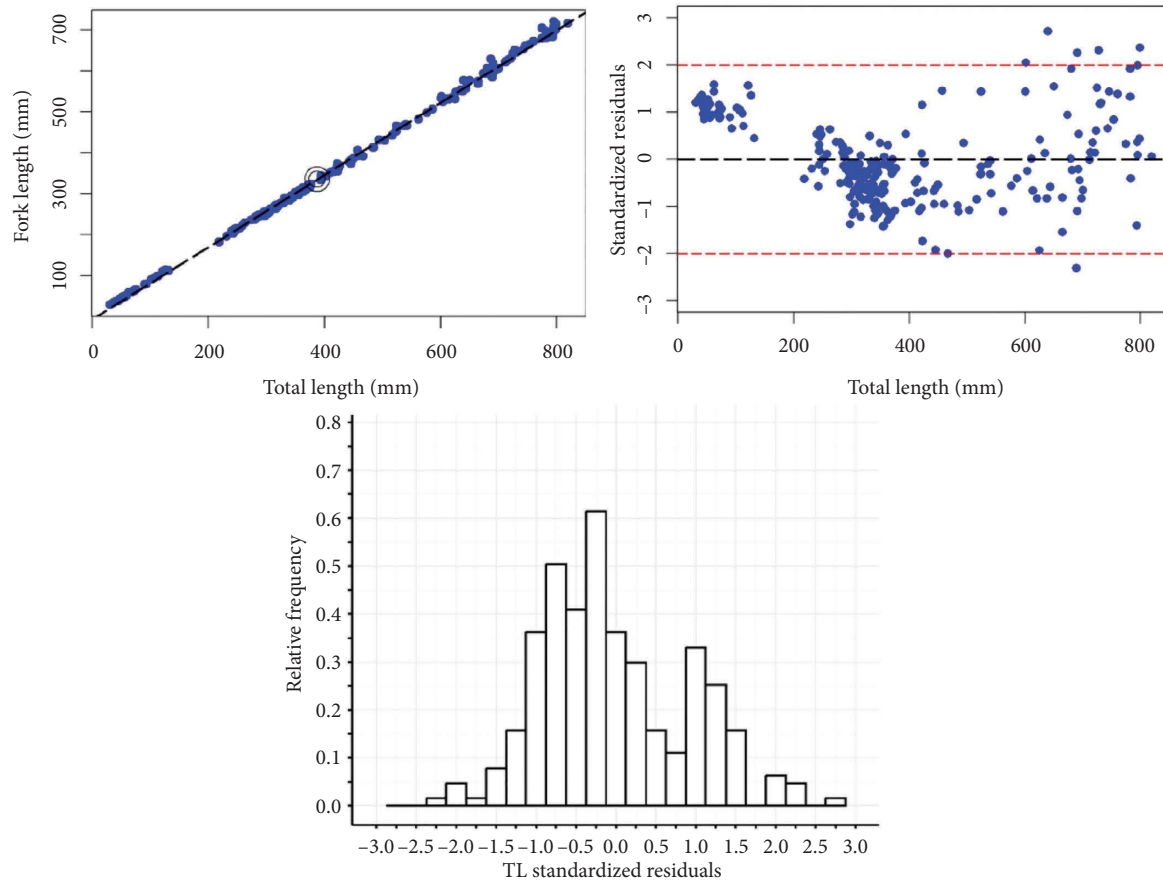 Fork length (mm)
700
500
300
100
0 200 400 600 800
Total length (mm)
Standardized residuals
3
2
1
0
−1
−2
−3
0 200 400 600 800
Total length (mm)
Relative frequency
0.8
0.7
0.6
0.5
0.4
0.3
0.2
0.1
0.0
−3.0 −2.5 −2.0 −1.5 −1.0 −0.5 0.0 0.5 1.0 1.5 2.0 2.5 3.0
TL standardized residuals